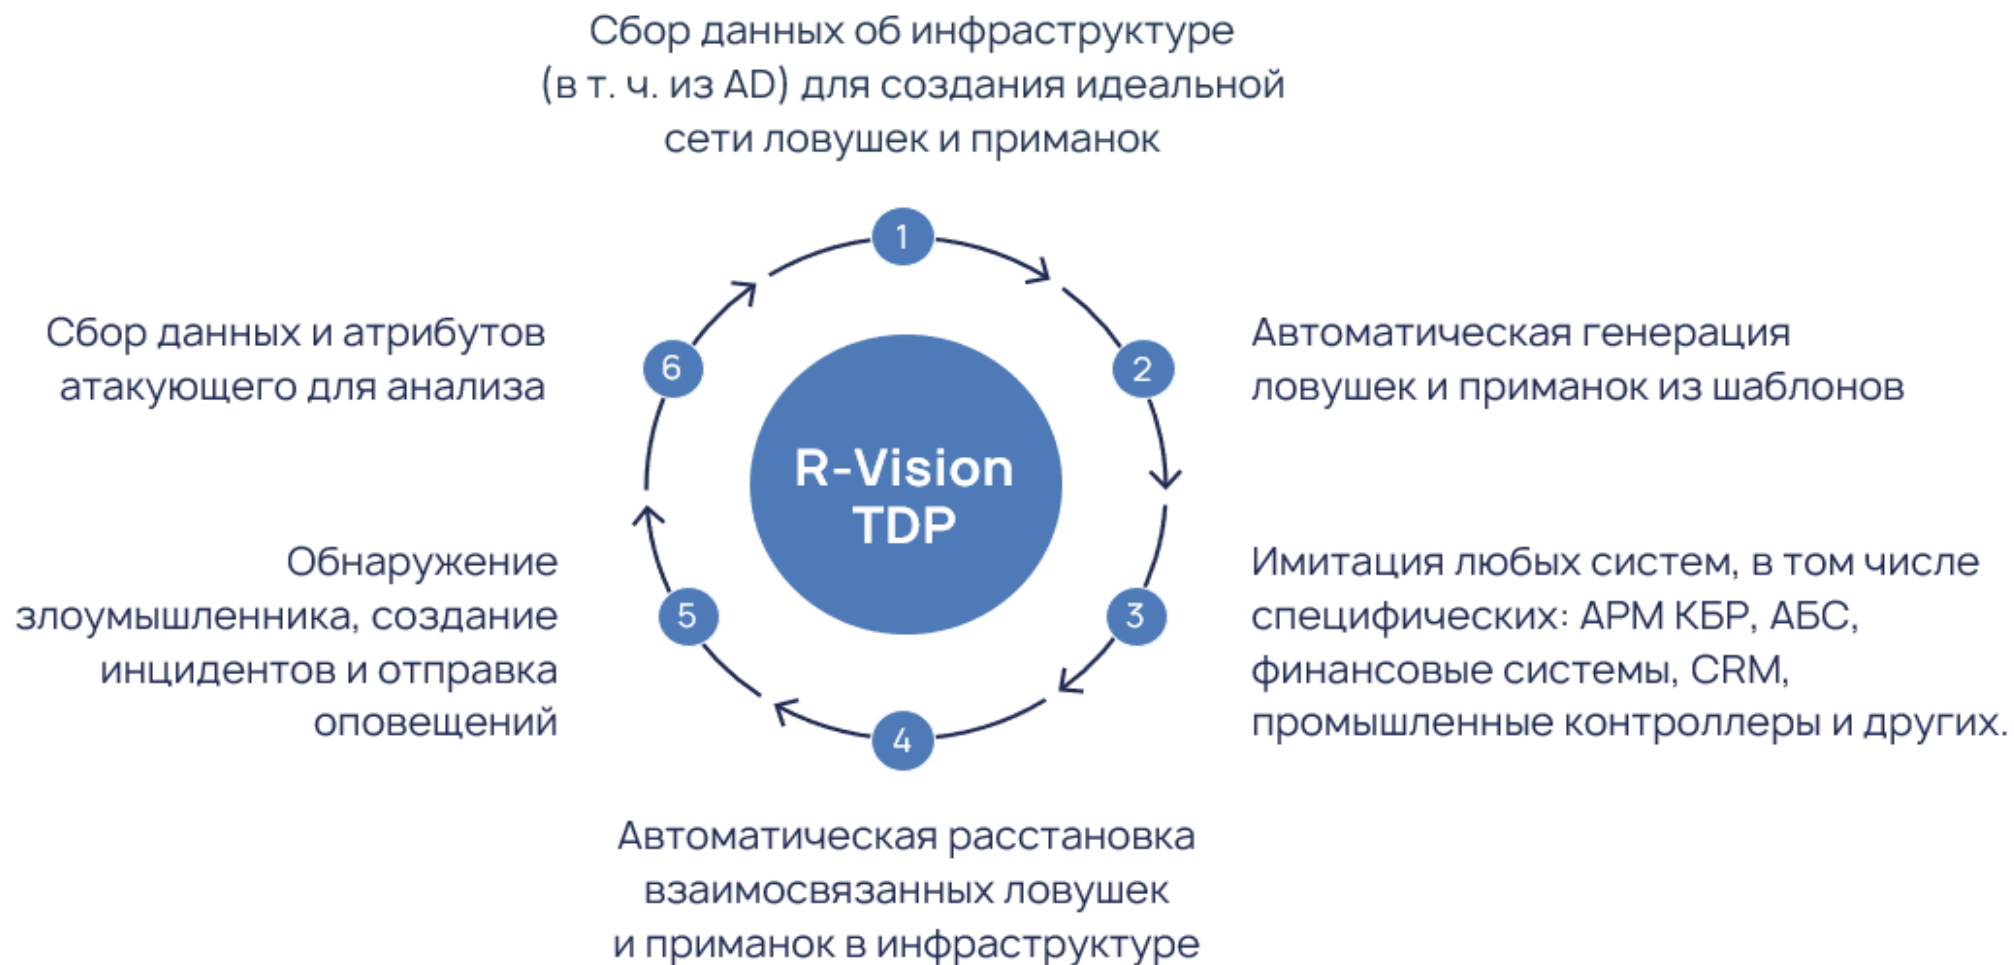 Сбор данных об инфраструктуре
(в т. ч. из AD) для создания идеальной
сети ловушек и приманок
1
2
Автоматическая генерация
ловушек и приманок из шаблонов
3
Имитация любых систем, в том числе
специфических: АРМ КБР, АБС,
финансовые системы, CRM,
промышленные контроллеры и других.
4
Автоматическая расстановка
взаимосвязанных ловушек
и приманок в инфраструктуре
5
Обнаружение
злоумышленника, создание
инцидентов и отправка
оповещений
6
Сбор данных и атрибутов
атакующего для анализа
R-Vision
TDP